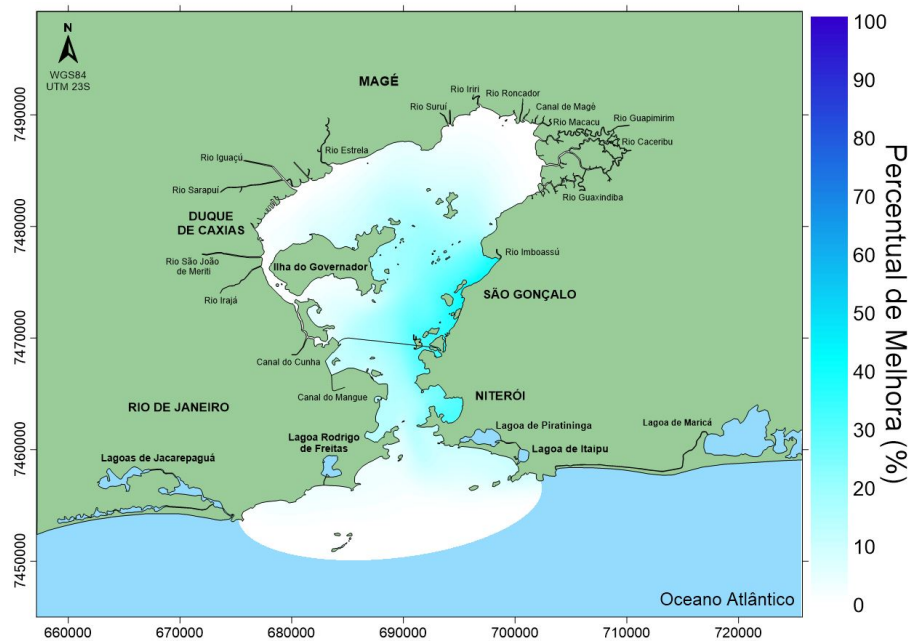 N
WGS84
UTM 23S
MAGÉ
Rio Iriri
Rio Roncador
Rio Suruí
Canal de Magé
Rio Macacu
Rio Guapimirim
Rio Caceribu
Rio Estrela
Rio Iguaçú
Rio Sarapuí
Rio Guaxindiba
DUQUE
DE CAXIAS
Rio Imboassú
Rio São João
de Meriti
Ilha do Governador
SÃO GONÇALO
Rio Irajá
Canal do Cunha
Canal do Mangue
NITERÓI
RIO DE JANEIRO
Lagoa de Piratininga
Lagoa de Maricá
Lagoa Rodrigo
de Freitas
Lagoa de Itaipu
Lagoas de Jacarepaguá
Oceano Atlântico
7490000
7480000
7470000
7460000
7450000
660000
670000
680000
690000
700000
710000
720000
100
90
80
70
60
50
40
30
20
10
0
Percentual de Melhora (%)